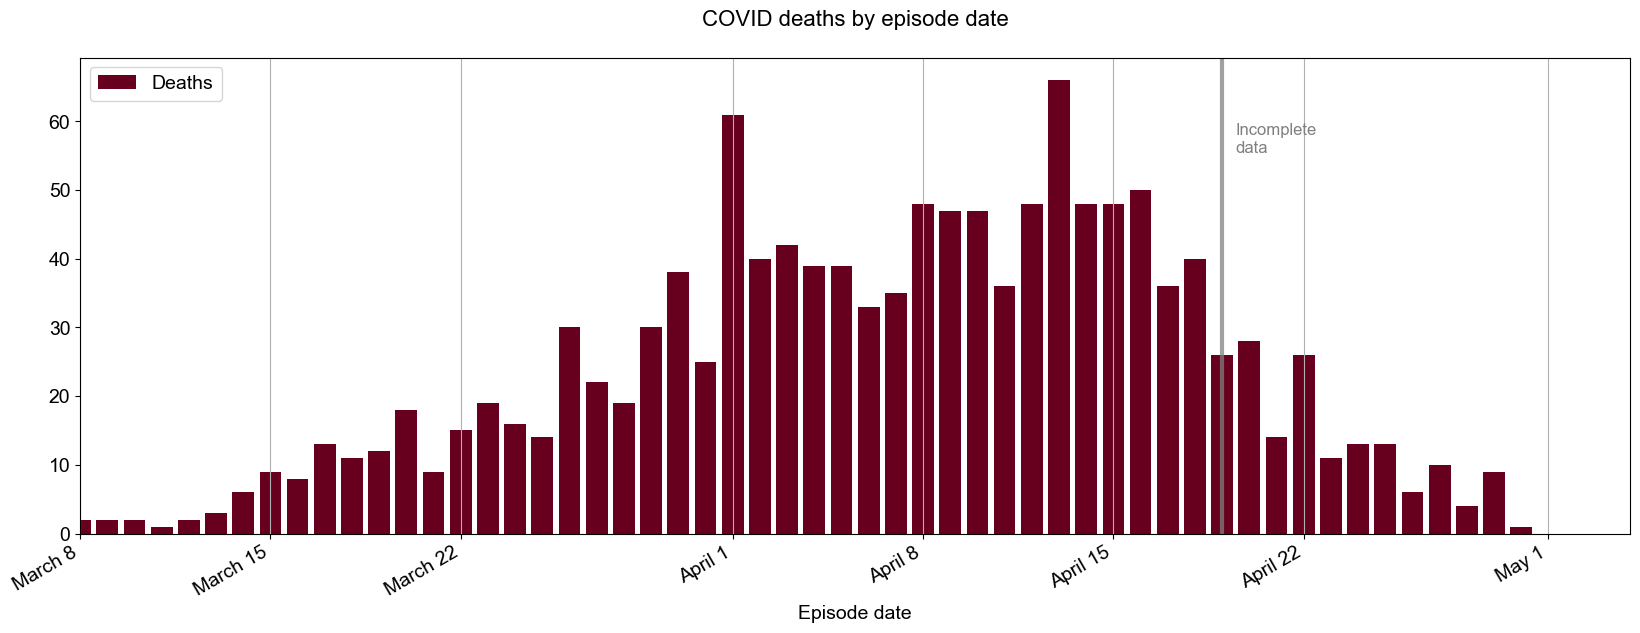 COVID deaths by episode date
Deaths
60
50
40
30
20
10
0
Incomplete
data
March 8
March 15
March 22
April 1
April 8
April 15
April 22
May 1
Episode date